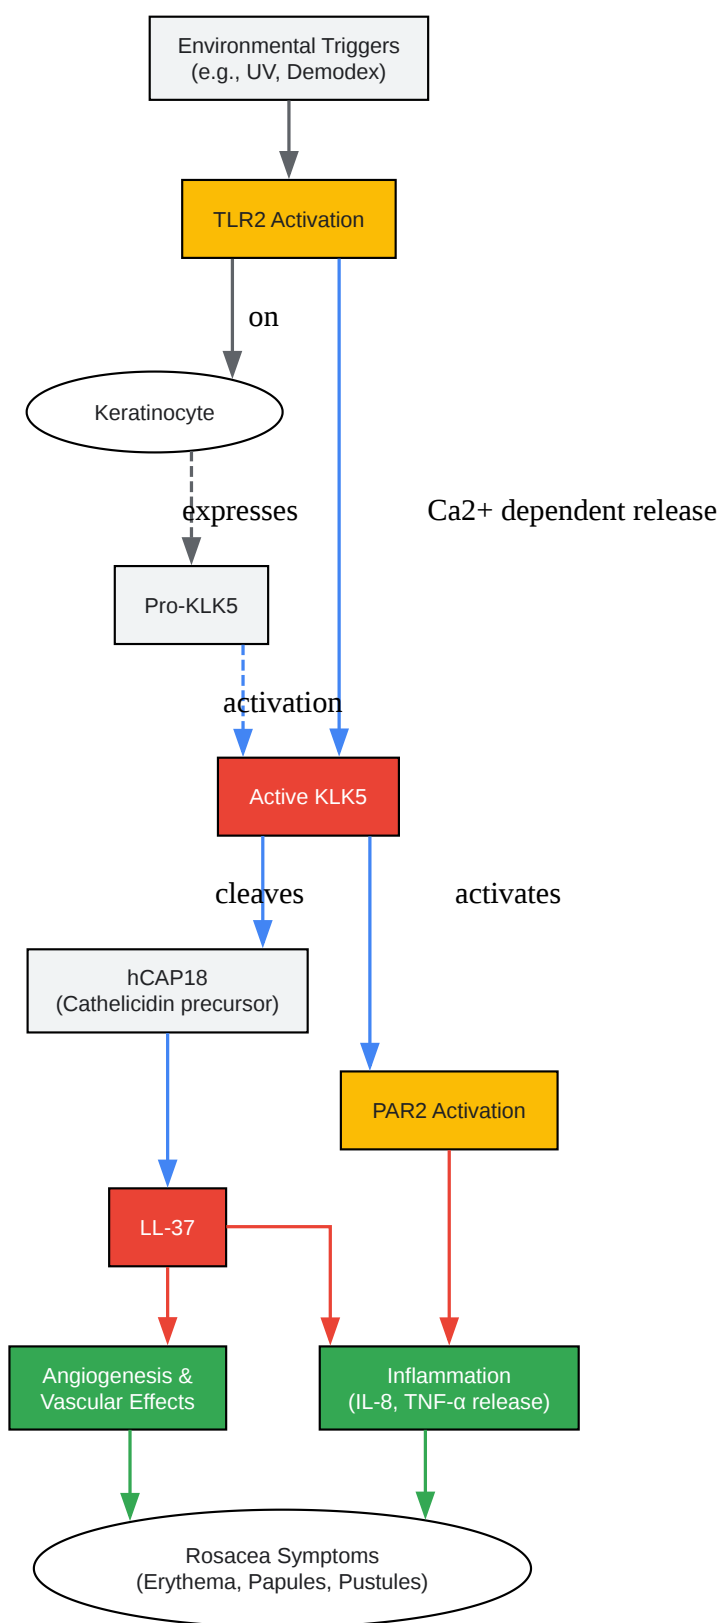 Environmental Triggers
(e.g., UV, Demodex)
TLR2 Activation
on
Keratinocyte
expresses
Ca2+ dependent release
Pro-KLK5
activation
Active KLK5
cleaves
activates
hCAP18
(Cathelicidin precursor)
PAR2 Activation
LL-37
Angiogenesis &
Vascular Effects
Inflammation
(IL-8, TNF-α release)
Rosacea Symptoms
(Erythema, Papules, Pustules)